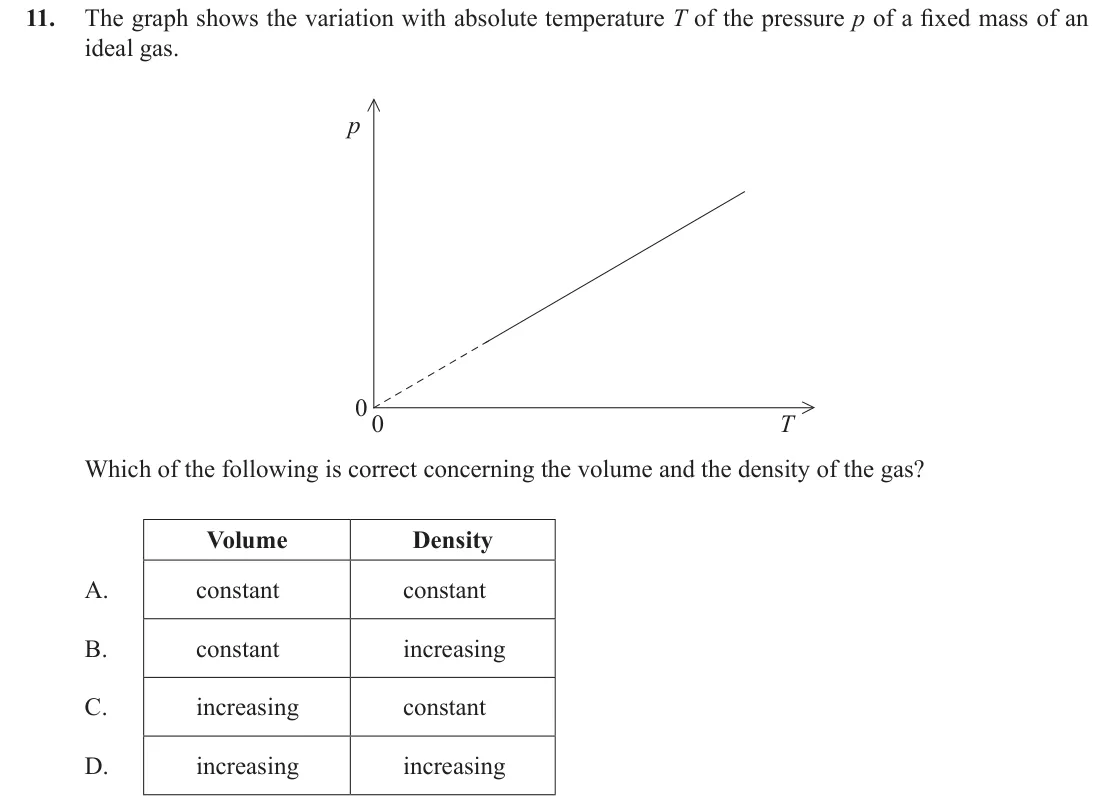 11. The graph shows the variation with absolute temperature T of the pressure p of a fixed mass of an
ideal gas.
p
0
0
T
Which of the following is correct concerning the volume and the density of the gas?
Volume Density
A. constant constant
B. constant increasing
C. increasing constant
D. increasing increasing